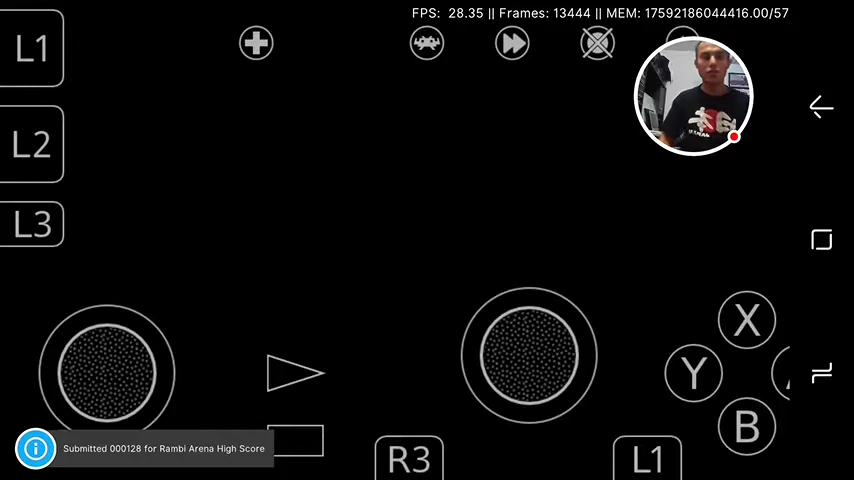 FPS: 28.35 || Frames: 13444 || MEM: 17592186044416.00/57
L1
L2
L3
X
Y
B
R3
L1
Submitted 000128 for Rambi Arena High Score